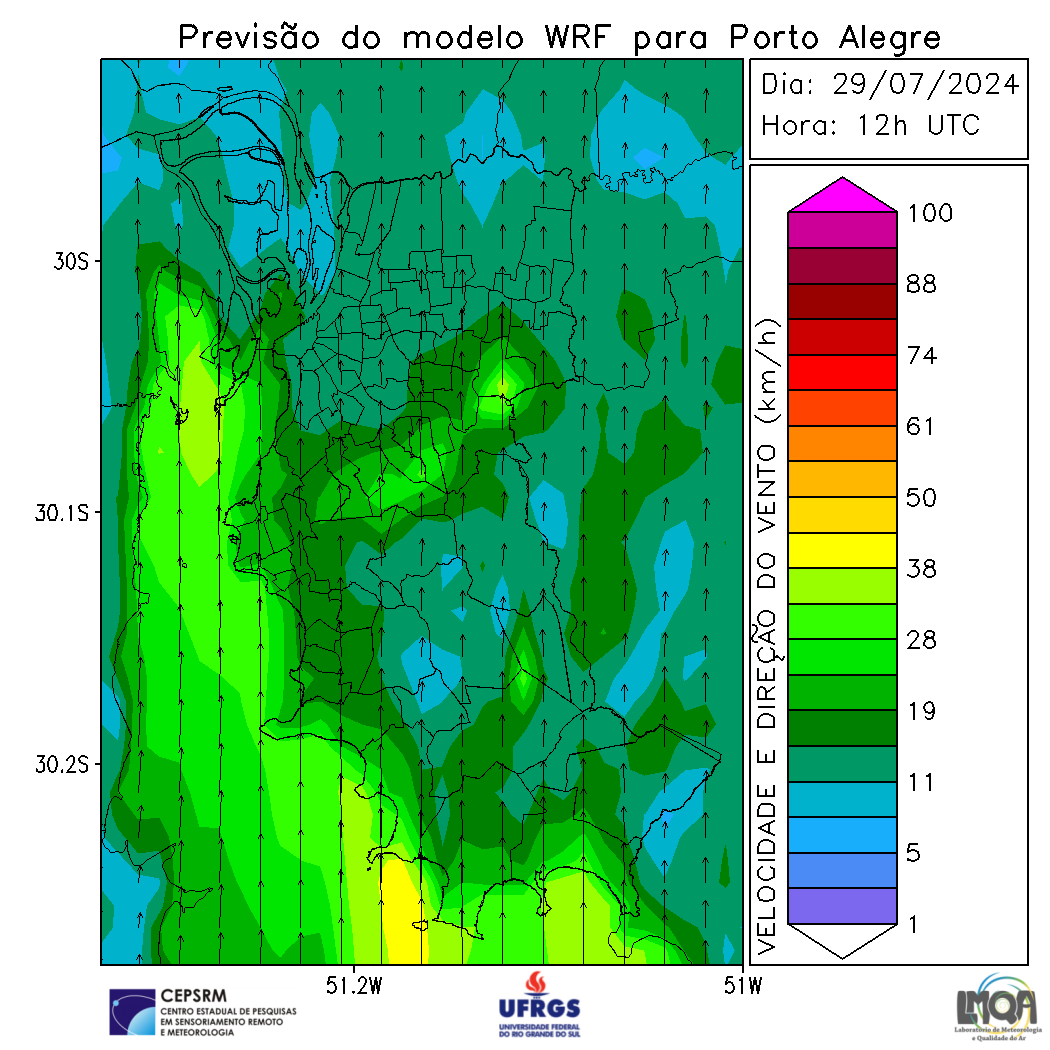 Previsão do modelo WRF para Porto Alegre
Dia: 29/07/2024
Hora: 12h UTC
VELOCIDADE E DIREÇÃO DO VENTO (km/h)
100
88
74
61
50
38
28
19
11
5
1
30S
30.1S
30.2S
51.2W
51W
CEPSRM
CENTRO ESTADUAL DE PESQUISAS
EM SENSORIAMENTO REMOTO
E METEOROLOGIA
UFRGS
UNIVERSIDADE FEDERAL
DO RIO GRANDE DO SUL
LMQA
Laboratório de Meteorologia
e Qualidade do Ar